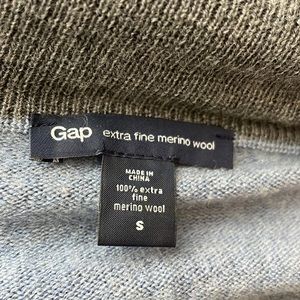 Gap extra fine merino wool
MADE IN
CHINA
100% extra
fine
merino wool
S